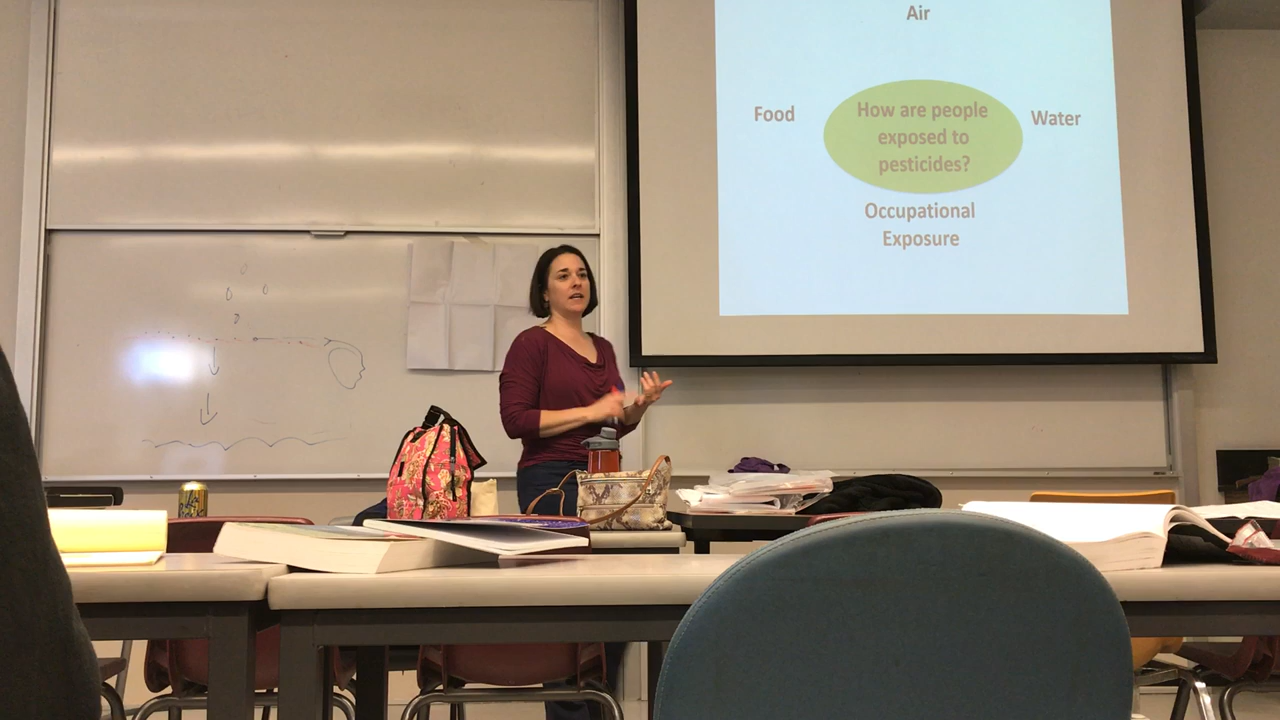 Air
Food
How are people
exposed to
pesticides?
Water
Occupational
Exposure